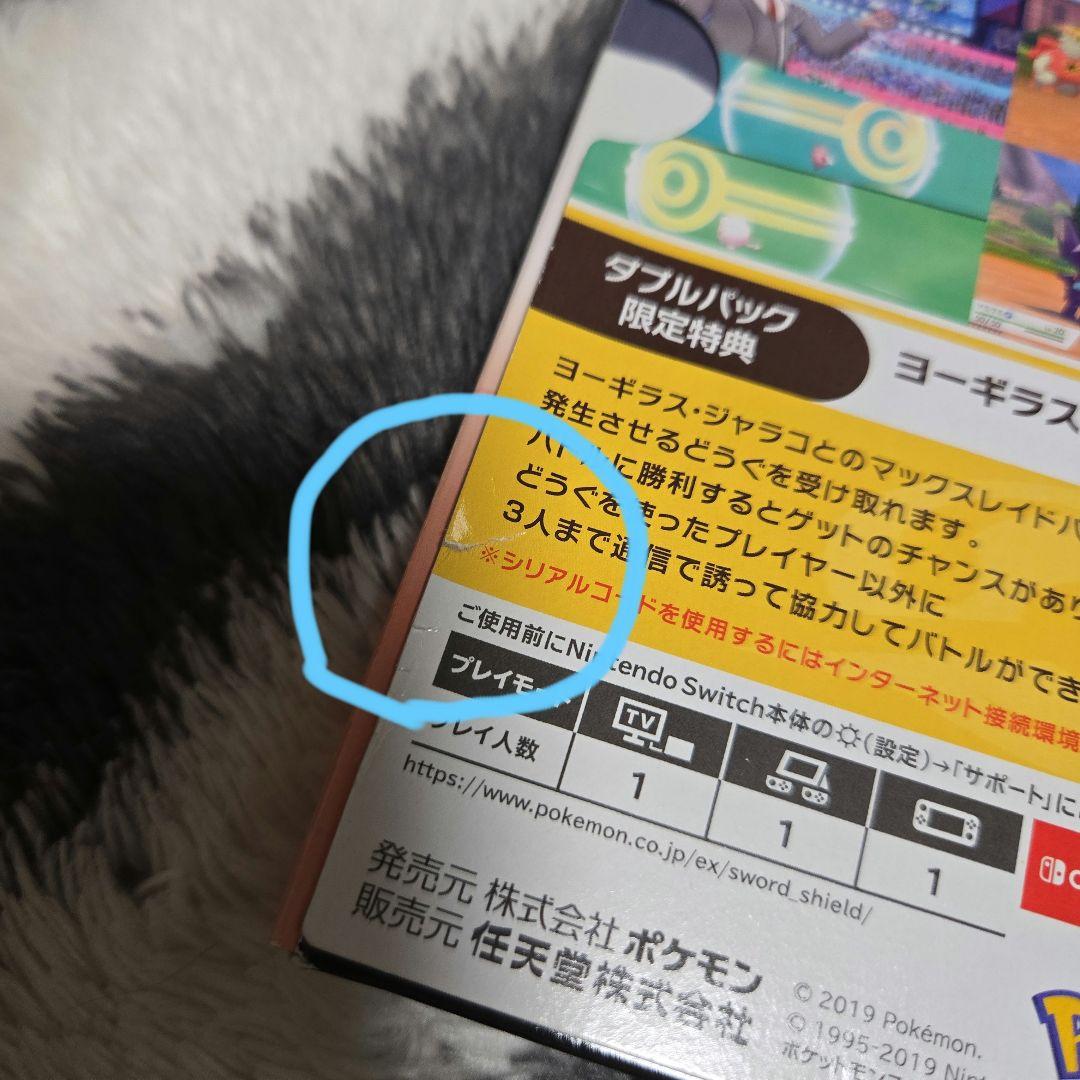 ダブルパック
限定特典
ヨーギラス
ヨーギラス・ジャラコとのマックスレイドバ
発生させるどうぐを受け取れます。
バトルに勝利するとゲットのチャンスがあり
どうぐを使ったプレイヤー以外に
3人まで通信で誘って協力してバトルができ
※シリアルコードを使用するにはインターネット接続環境
ご使用前にNintendo Switch本体の(設定)→「サポート」に
プレイモード
TV
プレイ人数
1
1
1
https://www.pokemon.co.jp/ex/sword_shield/
発売元 株式会社 ポケモン
販売元 任天堂株式会社
© 2019 Pokémon.
© 1995-2019 Nin
ポケットモンス